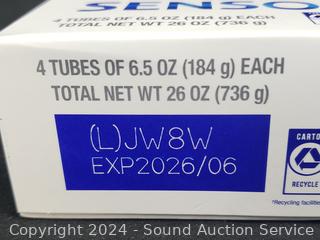 SENSO
4 TUBES OF 6.5 OZ (184 g) EACH
TOTAL NET WT 26 OZ (736 g)
(L)JW8W
EXP2026/06
CARTO
RECYCLE
*Recycling facilities
Copyright 2024 - Sound Auction Service